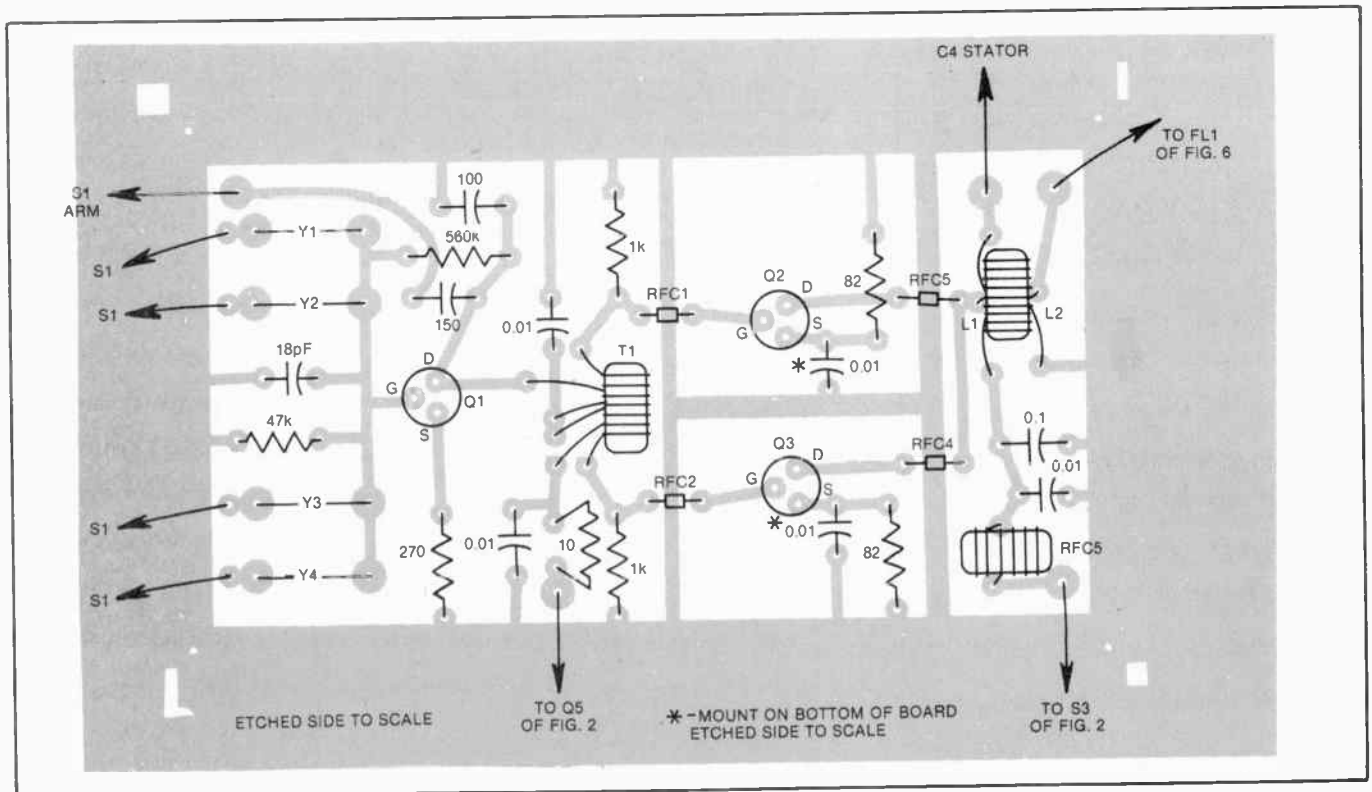 C4 STATOR
TO FL1
OF FIG. 6
S1
ARM
100
Y1
560k
1k
S1
82
RFC5
Q2
D
RFC1
Y2
S1
150
0.01
G
S
L1
L2
18pF
T1
* 0.01
D
G
Q1
47k
S
0.1
Q3
D
RFC4
0.01
G
S
RFC2
Y3
S1
* 0.01
270
0.01
10
1k
82
RFC5
Y4
S1
ETCHED SIDE TO SCALE
TO Q5
OF FIG. 2
* - MOUNT ON BOTTOM OF BOARD
ETCHED SIDE TO SCALE
TO S3
OF FIG. 2